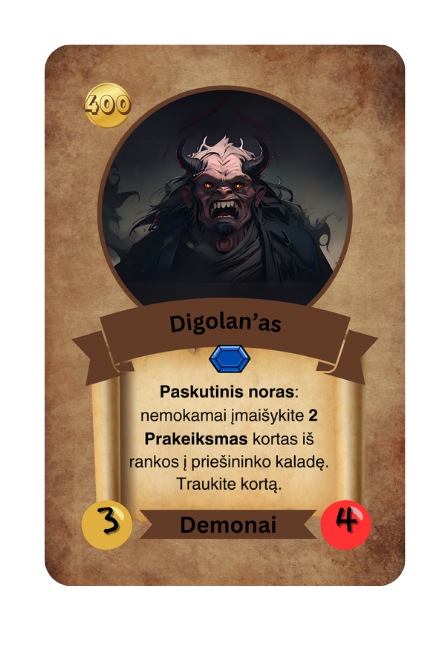 400
Digolan’as
Paskutinis noras:
nemokamai įmaišykite 2
Prakeiksmas kortas iš
rankos į priešininko kaladę.
Traukite kortą.
3 Demonai 4